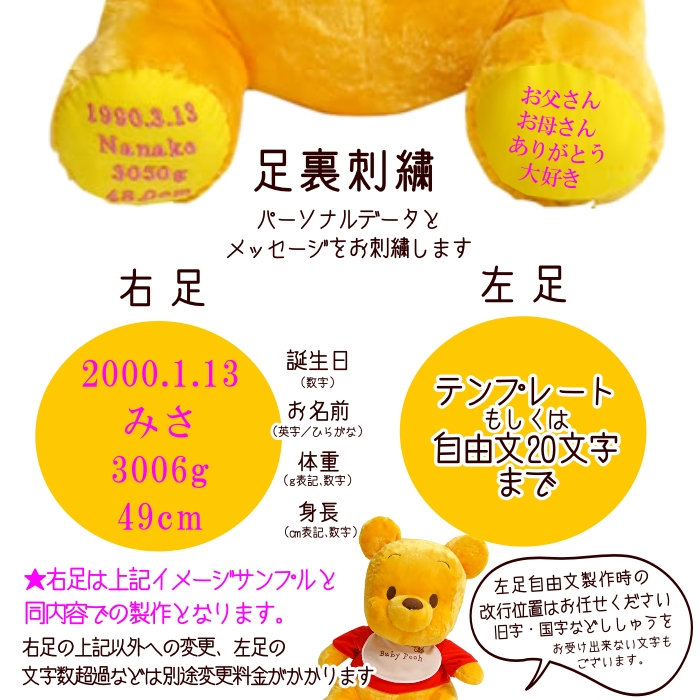 1990.3.13
Nanako
3050g
48.0cm
お父さん
お母さん
ありがとう
大好き
足裏刺繍
パーソナルデータと
メッセージをお刺繍します
右足
左足
2000.1.13
みさ
3006g
49cm
誕生日
(数字)
お名前
(英字／ひらがな)
体重
(g表記、数字)
身長
(cm表記、数字)
テンプレート
もしくは
自由文20文字
まで
★右足は上記イメージサンプルと
同内容での製作となります。
右足の上記以外への変更、左足の
文字数超過などは別途変更料金がかかります
Baby Pooh
左足自由文製作時の
改行位置はお任せください
旧字・国字などししゅうを
お受け出来ない文字も
ございます。